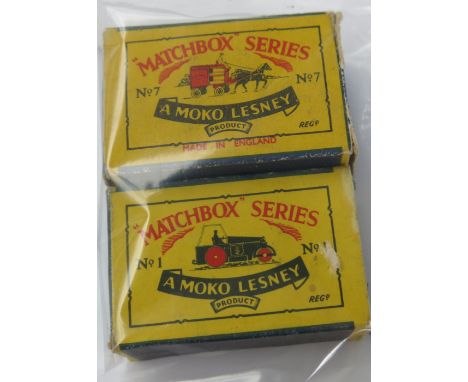 "MATCHBOX" SERIES
Nº7 Nº7
A MOKO LESNEY
PRODUCT
REGD
MADE IN ENGLAND
"MATCHBOX" SERIES
Nº1 Nº1
A MOKO LESNEY
PRODUCT
REGD